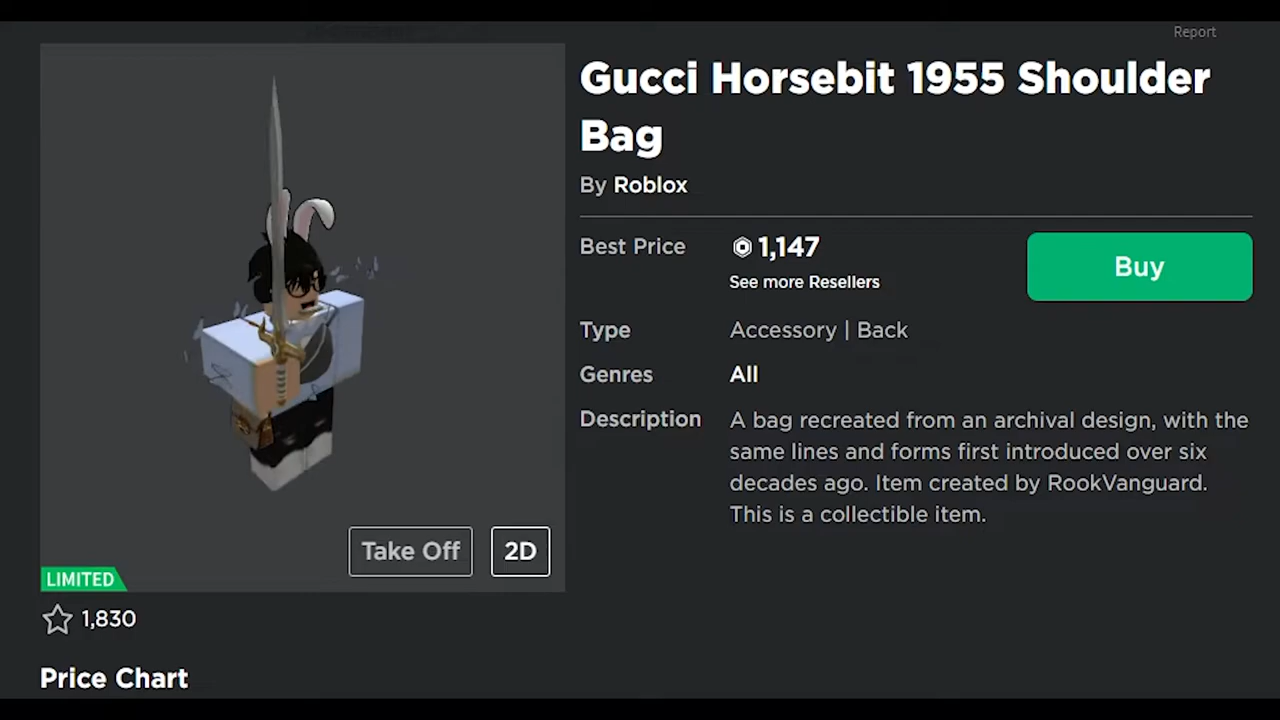 Report
Gucci Horsebit 1955 Shoulder
Bag
By Roblox
Best Price
1,147
Buy
See more Resellers
Type
Accessory | Back
Genres
All
Description
A bag recreated from an archival design, with the
same lines and forms first introduced over six
decades ago. Item created by RookVanguard.
This is a collectible item.
Take Off
2D
LIMITED
1,830
Price Chart